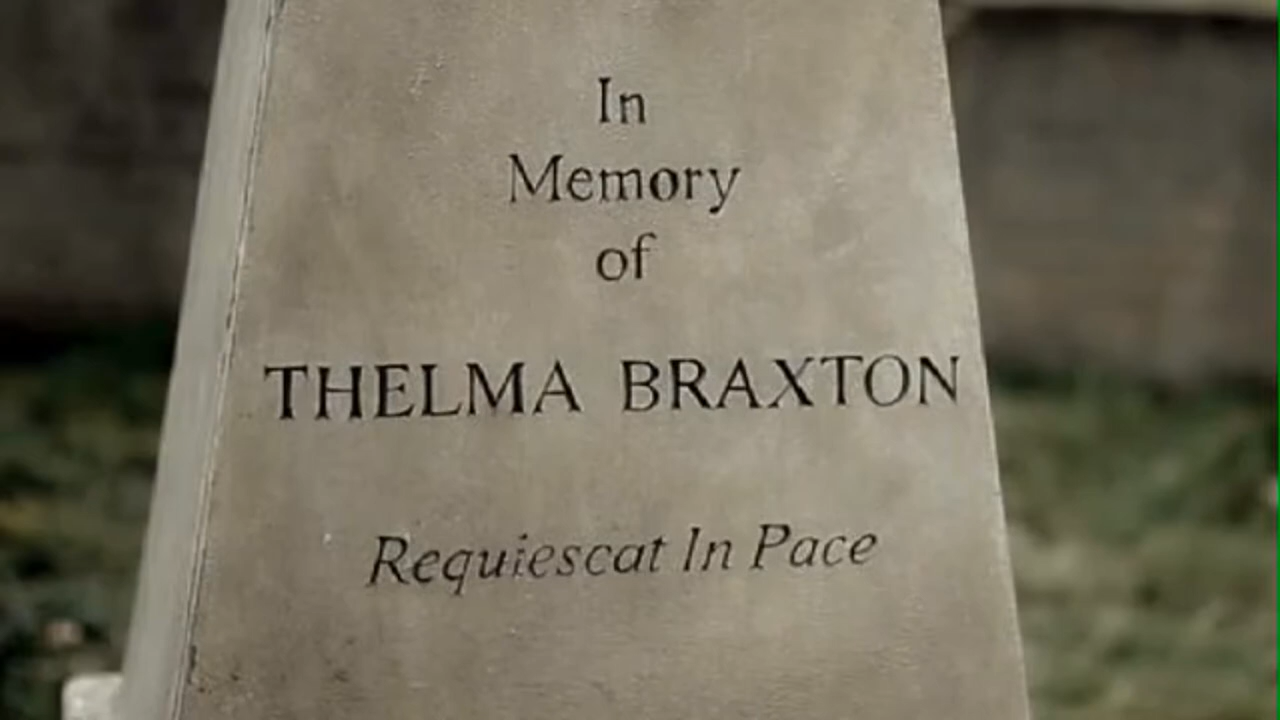 In
Memory
of
THELMA BRAXTON
Requiescat In Pace